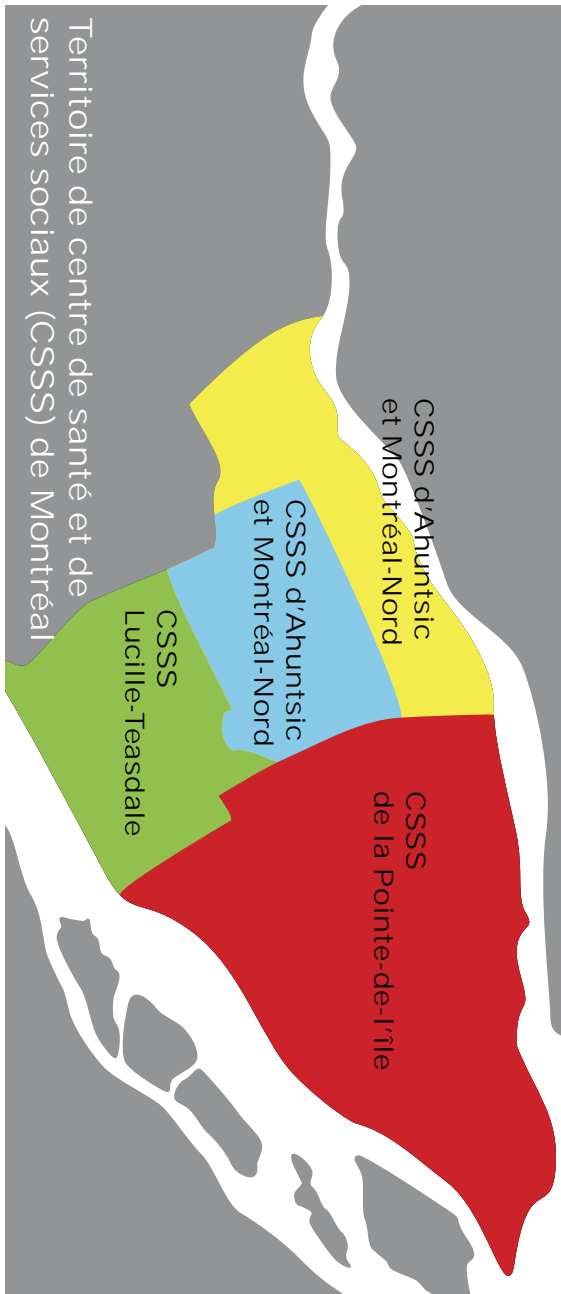 Territoire de centre de santé et de
services sociaux (CSSS) de Montréal
CSSS d'Ahuntsic
et Montréal-Nord
CSSS d'Ahuntsic
et Montréal-Nord
CSSS
Lucille-Teasdale
CSSS
de la Pointe-de-l'île